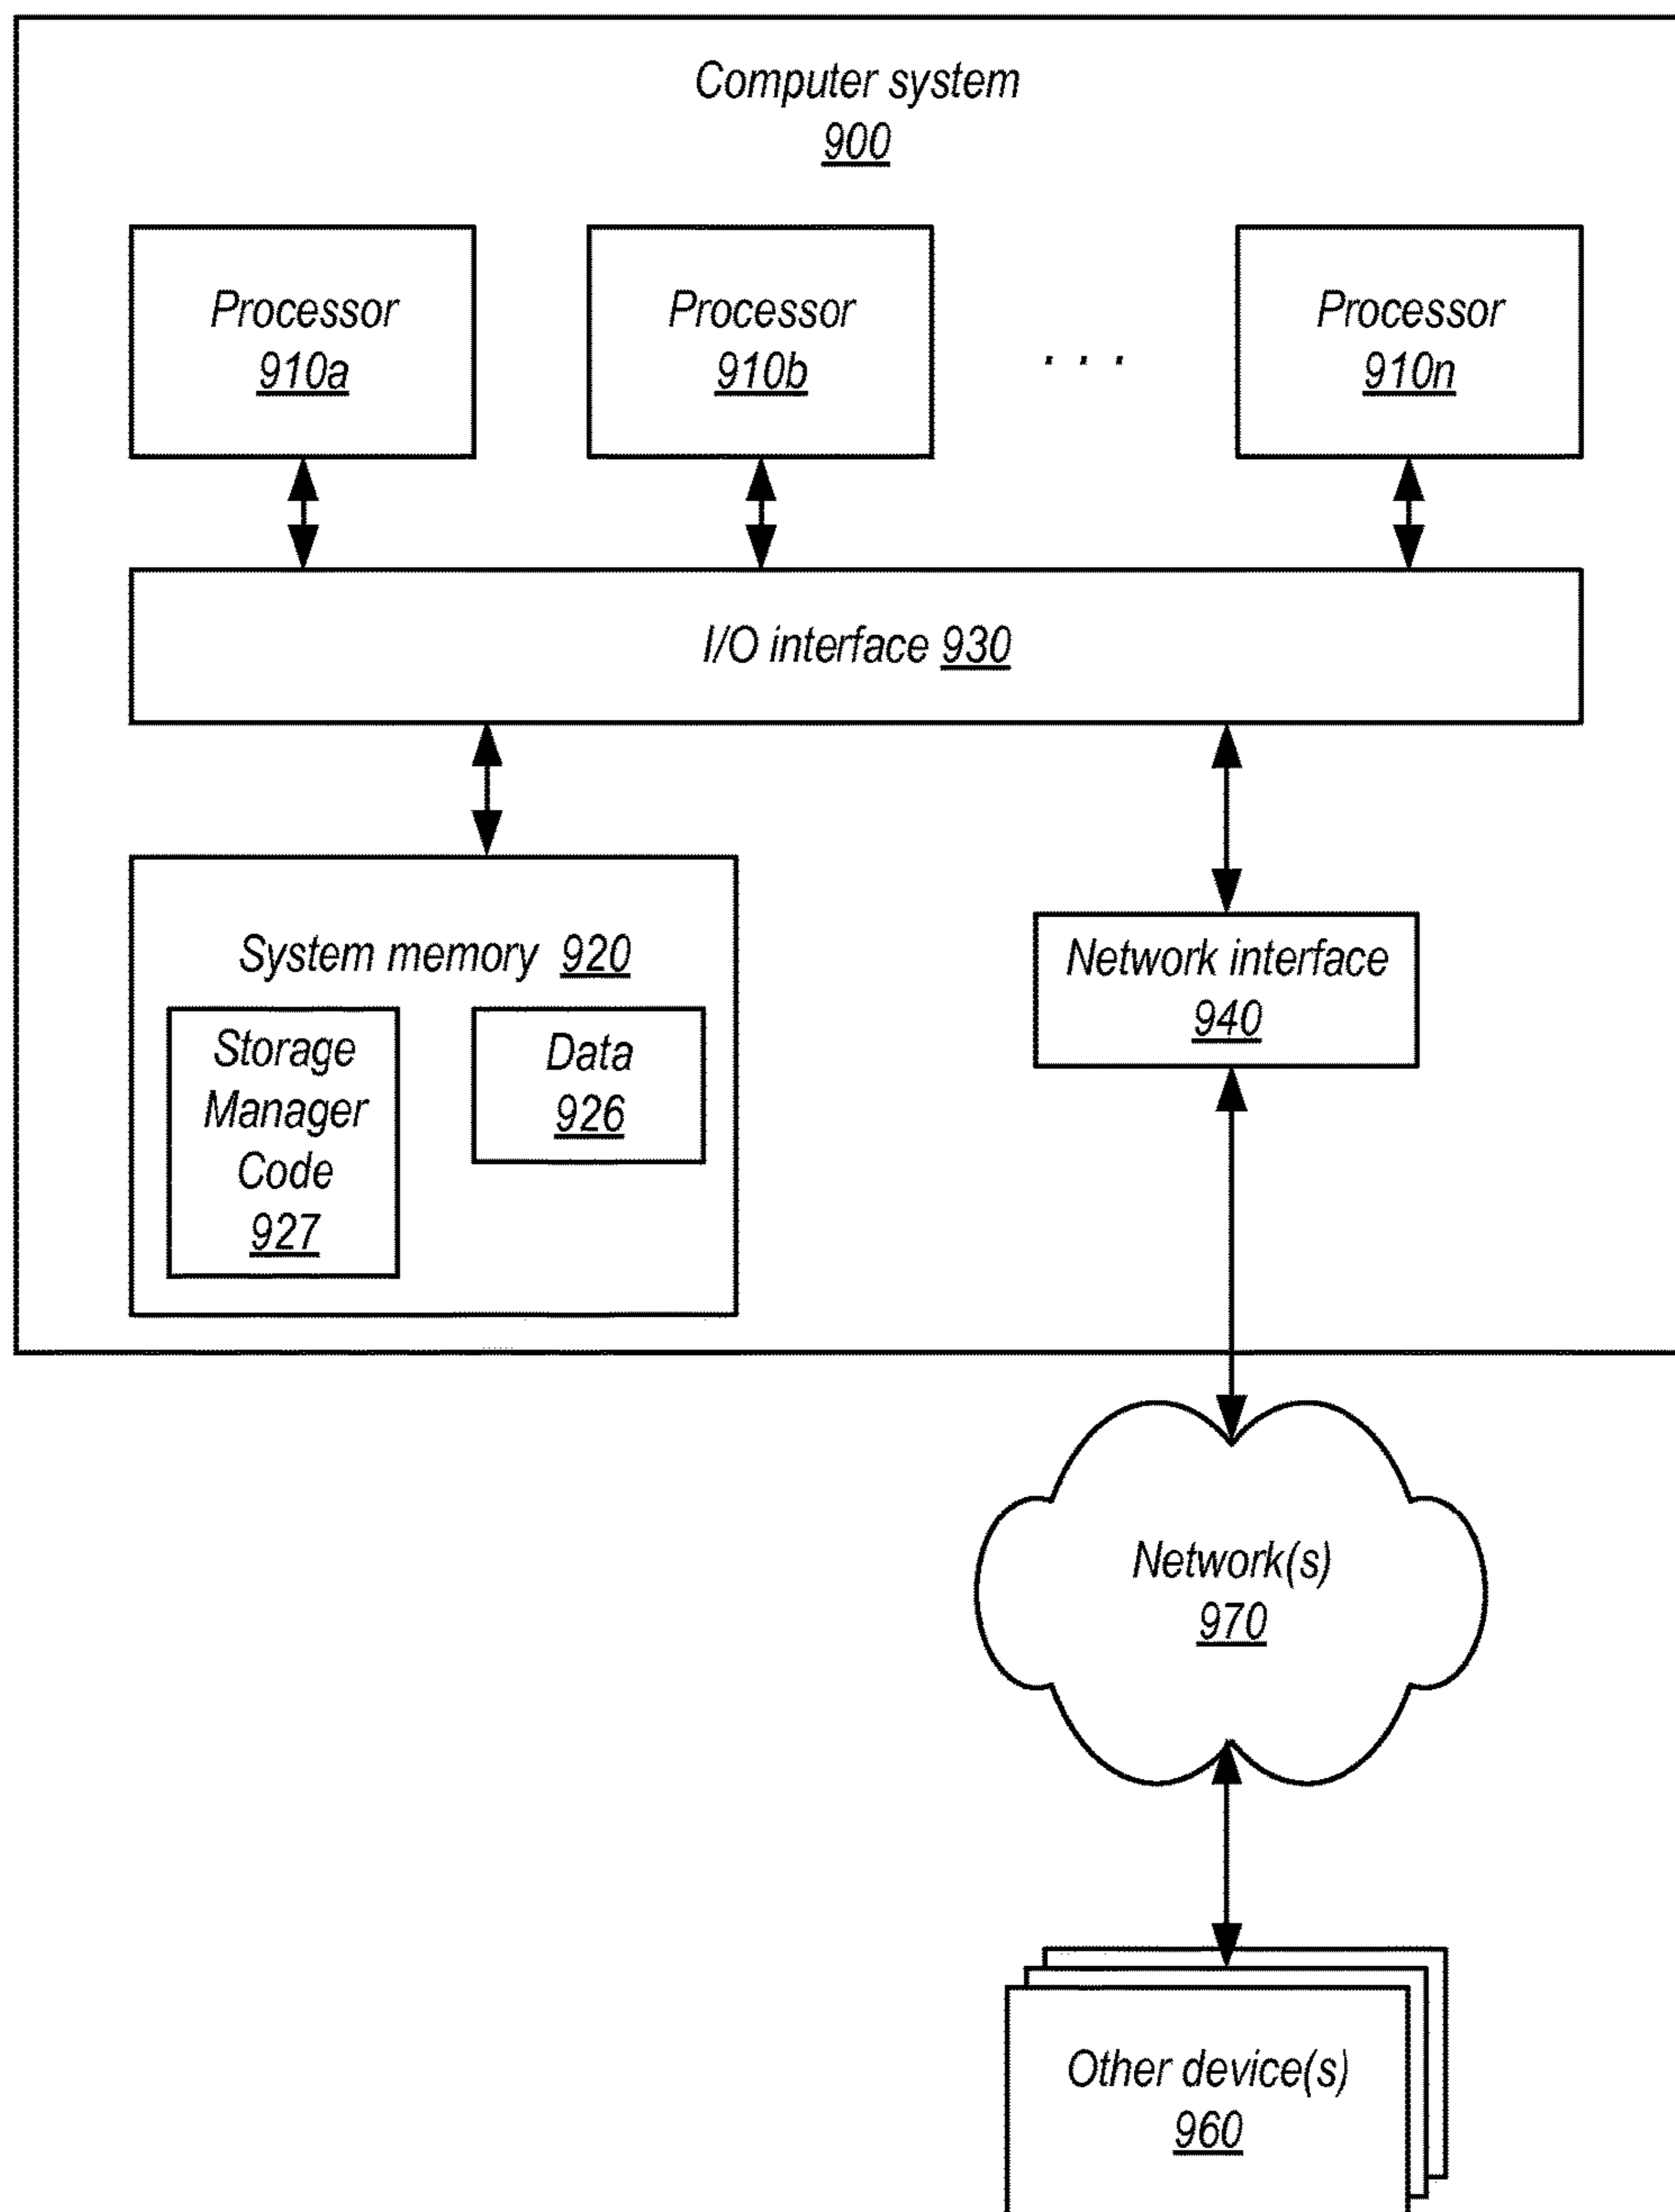 Computer system
900
Processor
910a
Processor
910b
. . .
Processor
910n
I/O interface 930
System memory 920
Storage
Manager
Code
927
Data
926
Network interface
940
Network(s)
970
Other device(s)
960